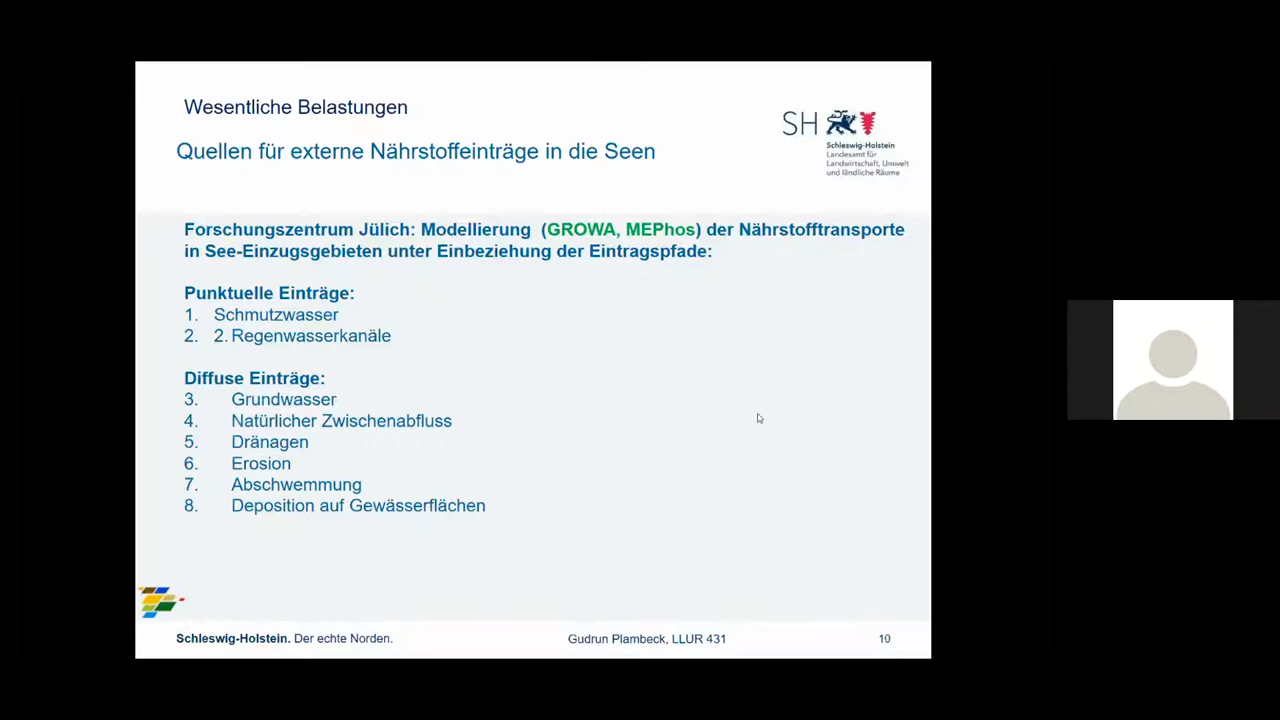 Wesentliche Belastungen
Quellen für externe Nährstoffeinträge in die Seen
SH
Schleswig-Holstein
Landesamt für
Landwirtschaft, Umwelt
und ländliche Räume
Forschungszentrum Jülich: Modellierung (GROWA, MEPhos) der Nährstofftransporte
in See-Einzugsgebieten unter Einbeziehung der Eintragspfade:
Punktuelle Einträge:
1. Schmutzwasser
2. 2. Regenwasserkanäle
Diffuse Einträge:
3. Grundwasser
4. Natürlicher Zwischenabfluss
5. Dränagen
6. Erosion
7. Abschwemmung
8. Deposition auf Gewässerflächen
Schleswig-Holstein. Der echte Norden.
Gudrun Plambeck, LLUR 431
10